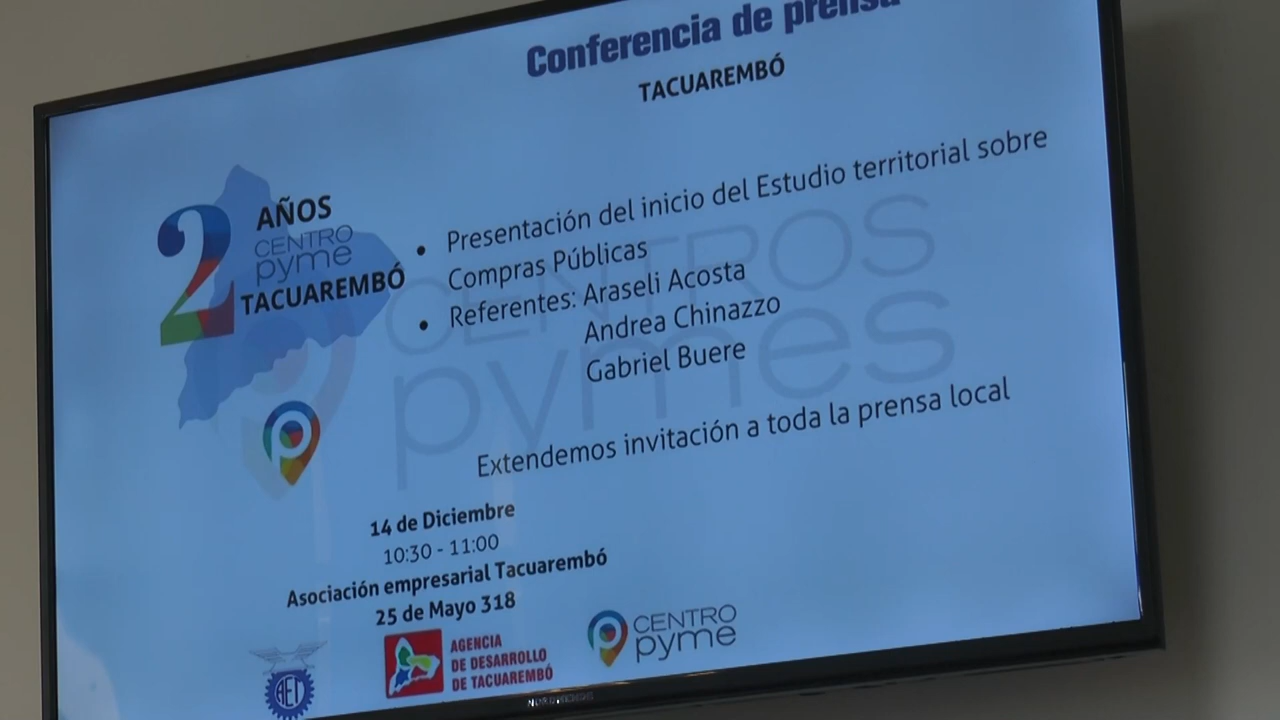 Conferencia de prensa
TACUAREMBÓ
2 AÑOS
CENTRO
pyme
TACUAREMBÓ
• Presentación del inicio del Estudio territorial sobre
Compras Públicas
• Referentes: Araseli Acosta
Andrea Chinazzo
Gabriel Buere
CENTROS
pymes
Extendemos invitación a toda la prensa local
14 de Diciembre
10:30 - 11:00
Asociación empresarial Tacuarembó
25 de Mayo 318
AET
AGENCIA
DE DESARROLLO
DE TACUAREMBÓ
CENTRO
pyme